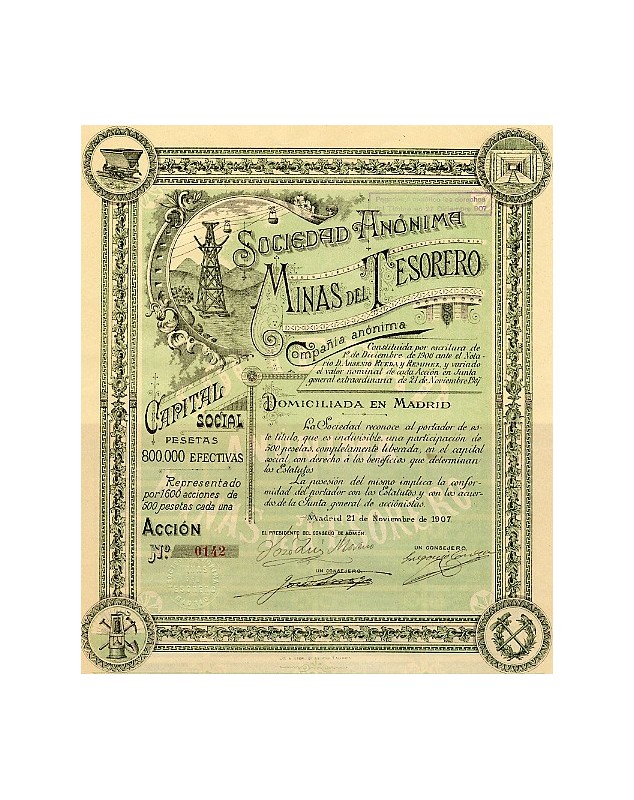 SOCIEDAD ANÓNIMA
MINAS DEL TESORERO
Compañía anónima
Constituida por escritura de
1º de Diciembre de 1906 ante el Nota-
rio D. ANTONIO RUEDA Y y variado
el valor nominal de cada Acción en Junta
general extraordinaria de 21 de Noviembre 1907
CAPITAL
SOCIAL
PESETAS
800.000 EFECTIVAS
Representado
por 1600 acciones de
500 pesetas cada una
ACCIÓN
Nº 0142
DOMICILIADA EN MADRID
La Sociedad reconoce al portador de es-
te título, que es indivisible, una participación de
500 pesetas, completamente liberada, en el capital
social con derecho á los beneficios que determinan
los Estatutos
La posesión del mismo implica la confor-
midad del portador con los Estatutos y con los acuer-
dos de la Junta general de accionistas.
Madrid 21 de Noviembre de 1907
EL PRESIDENTE DEL CONSEJO DE ADMÓN.
UN CONSEJERO,
UN CONSEJERO,